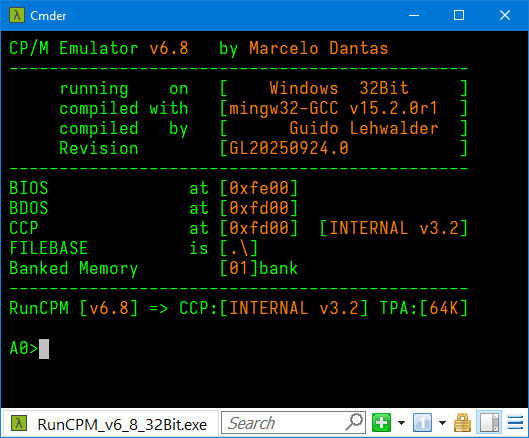 Cmder
CP/M Emulator v6.8   by Marcelo Dantas
----------------------------------------------
     running    on   [    Windows  32Bit     ]
     compiled with   [mingw32-GCC v15.2.0r1  ]
     compiled   by   [      Guido Lehwalder  ]
     Revision        [GL20250924.0           ]
----------------------------------------------
BIOS              at [0xfe00]
BDOS              at [0xfd00]
CCP               at [0xfd00]  [INTERNAL v3.2]
FILEBASE          is [.\]
Banked Memory        [01]bank
----------------------------------------------
RunCPM [v6.8] => CCP:[INTERNAL v3.2] TPA:[64K]
A0>
RunCPM_v6_8_32Bit.exe
Search